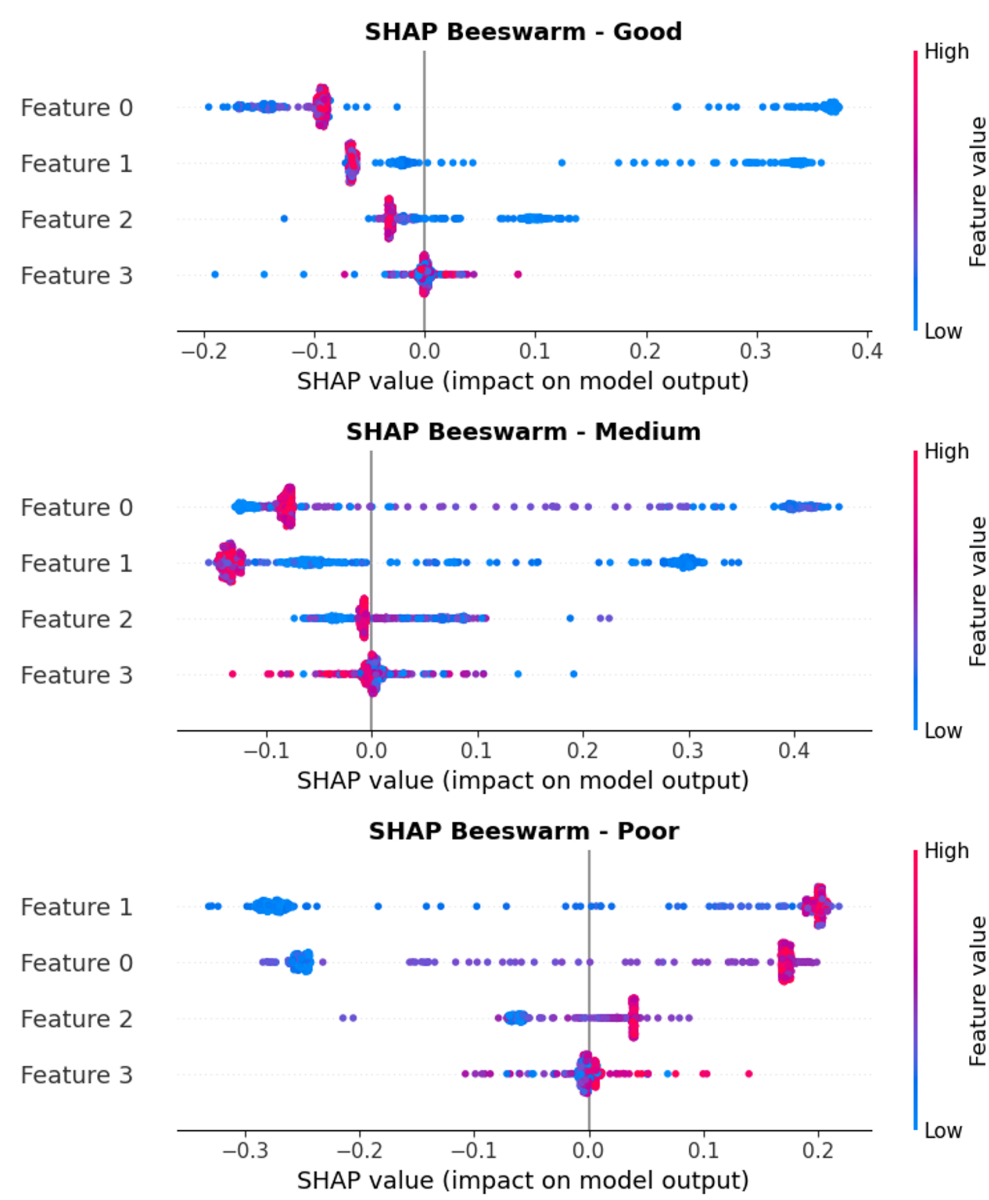 SHAP Beeswarm - Good
High
Feature 0
Feature 1
Feature 2
Feature 3
Feature value
Low
−0.2 −0.1 0.0 0.1 0.2 0.3 0.4
SHAP value (impact on model output)
SHAP Beeswarm - Medium
High
Feature 0
Feature 1
Feature 2
Feature 3
Feature value
Low
−0.1 0.0 0.1 0.2 0.3 0.4
SHAP value (impact on model output)
SHAP Beeswarm - Poor
High
Feature 1
Feature 0
Feature 2
Feature 3
Feature value
Low
−0.3 −0.2 −0.1 0.0 0.1 0.2
SHAP value (impact on model output)